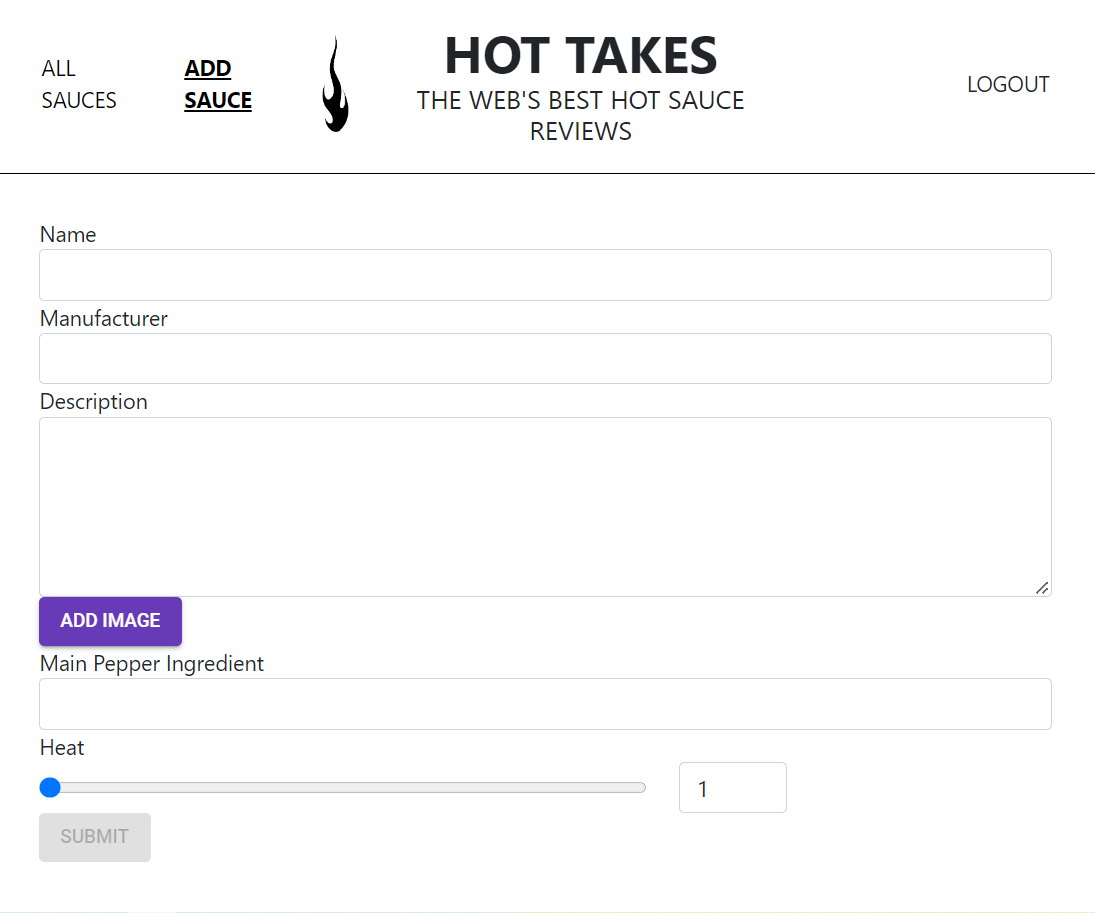 ALL
SAUCES
ADD
SAUCE
HOT TAKES
THE WEB'S BEST HOT SAUCE
REVIEWS
LOGOUT
Name
Manufacturer
Description
ADD IMAGE
Main Pepper Ingredient
Heat
1
SUBMIT